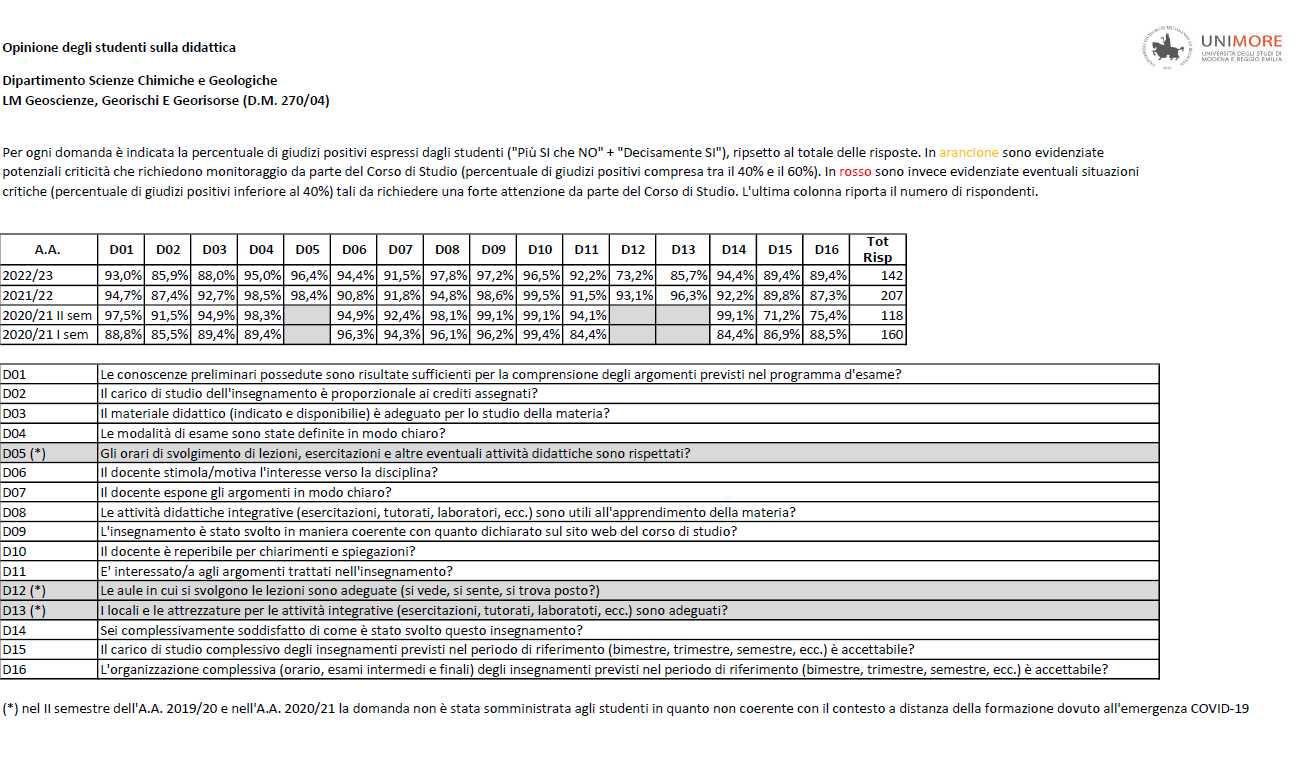 UNIMORE
UNIVERSITÀ DEGLI STUDI DI
MODENA E REGGIO EMILIA
Opinione degli studenti sulla didattica
Dipartimento Scienze Chimiche e Geologiche
LM Geoscienze, Georischi E Georisorse (D.M. 270/04)
Per ogni domanda è indicata la percentuale di giudizi positivi espressi dagli studenti ("Più SI che NO" + "Decisamente SI"), ripsetto al totale delle risposte. In arancione sono evidenziate
potenziali criticità che richiedono monitoraggio da parte del Corso di Studio (percentuale di giudizi positivi compresa tra il 40% e il 60%). In rosso sono invece evidenziate eventuali situazioni
critiche (percentuale di giudizi positivi inferiore al 40%) tali da richiedere una forte attenzione da parte del Corso di Studio. L'ultima colonna riporta il numero di rispondenti.
A.A. D01 D02 D03 D04 D05 D06 D07 D08 D09 D10 D11 D12 D13 D14 D15 D16 Tot Risp
2022/23 93,0% 85,9% 88,0% 95,0% 96,4% 94,4% 91,5% 97,8% 97,2% 96,5% 92,2% 73,2% 85,7% 94,4% 89,4% 89,4% 142
2021/22 94,7% 87,4% 92,7% 98,5% 98,4% 90,8% 91,8% 94,8% 98,6% 99,5% 91,5% 93,1% 96,3% 92,2% 89,8% 87,3% 207
2020/21 II sem 97,5% 91,5% 94,9% 98,3% 94,9% 92,4% 98,1% 99,1% 99,1% 94,1% 99,1% 71,2% 75,4% 118
2020/21 I sem 88,8% 85,5% 89,4% 89,4% 96,3% 94,3% 96,1% 96,2% 99,4% 84,4% 84,4% 86,9% 88,5% 160
D01 Le conoscenze preliminari possedute sono risultate sufficienti per la comprensione degli argomenti previsti nel programma d'esame?
D02 Il carico di studio dell'insegnamento è proporzionale ai crediti assegnati?
D03 Il materiale didattico (indicato e disponibilie) è adeguato per lo studio della materia?
D04 Le modalità di esame sono state definite in modo chiaro?
D05 (*) Gli orari di svolgimento di lezioni, esercitazioni e altre eventuali attività didattiche sono rispettati?
D06 Il docente stimola/motiva l'interesse verso la disciplina?
D07 Il docente espone gli argomenti in modo chiaro?
D08 Le attività didattiche integrative (esercitazioni, tutorati, laboratori, ecc.) sono utili all'apprendimento della materia?
D09 L'insegnamento è stato svolto in maniera coerente con quanto dichiarato sul sito web del corso di studio?
D10 Il docente è reperibile per chiarimenti e spiegazioni?
D11 E' interessato/a agli argomenti trattati nell'insegnamento?
D12 (*) Le aule in cui si svolgono le lezioni sono adeguate (si vede, si sente, si trova posto?)
D13 (*) I locali e le attrezzature per le attività integrative (esercitazioni, tutorati, laboratoti, ecc.) sono adeguati?
D14 Sei complessivamente soddisfatto di come è stato svolto questo insegnamento?
D15 Il carico di studio complessivo degli insegnamenti previsti nel periodo di riferimento (bimestre, trimestre, semestre, ecc.) è accettabile?
D16 L'organizzazione complessiva (orario, esami intermedi e finali) degli insegnamenti previsti nel periodo di riferimento (bimestre, trimestre, semestre, ecc.) è accettabile?
(*) nel II semestre dell'A.A. 2019/20 e nell'A.A. 2020/21 la domanda non è stata somministrata agli studenti in quanto non coerente con il contesto a distanza della formazione dovuto all'emergenza COVID-19